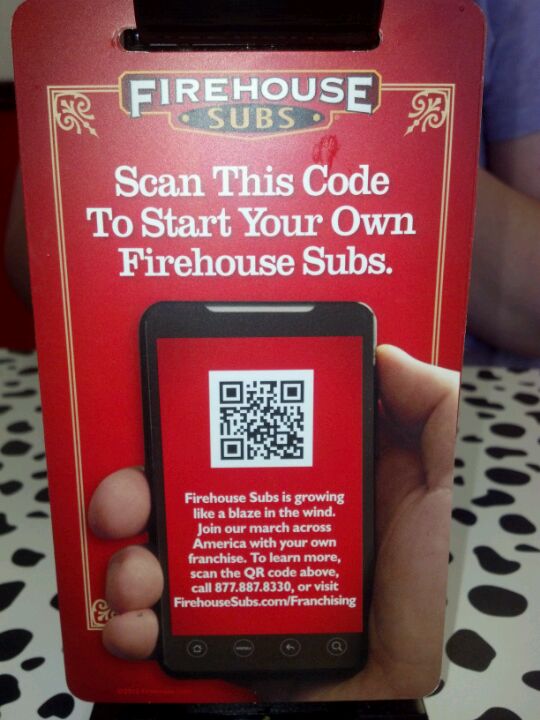 FIREHOUSE
SUBS
Scan This Code
To Start Your Own
Firehouse Subs.
Firehouse Subs is growing
like a blaze in the wind.
Join our march across
America with your own
franchise. To learn more,
scan the QR code above,
call 877.887.8330, or visit
FirehouseSubs.com/Franchising